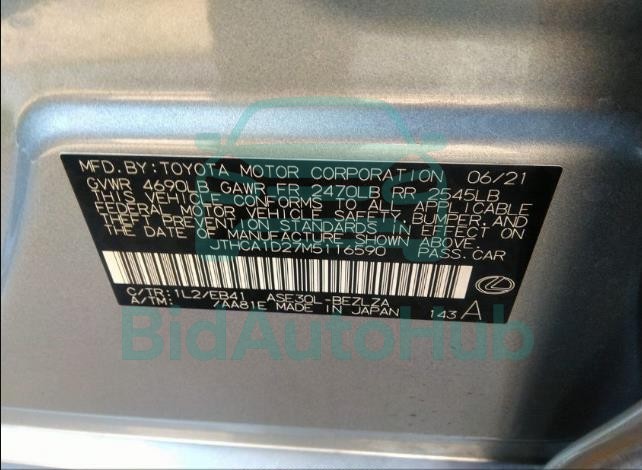 MFD.BY:TOYOTA MOTOR CORPORATION 06/21
GVWR 4690LB GAWR FR 2470LB RR 2545LB
THIS VEHICLE CONFORMS TO ALL APPLICABLE
FEDERAL MOTOR VEHICLE SAFETY, BUMPER, AND
THEFT PREVENTION STANDARDS IN EFFECT ON
THE DATE OF MANUFACTURE SHOWN ABOVE.
JTHCA1D27M5116590 PASS.CAR
C/TR:1L2/EB41 ASE30L-BEZLZA
A/TM: /AA81E MADE IN JAPAN 143 A
BidAutoHub